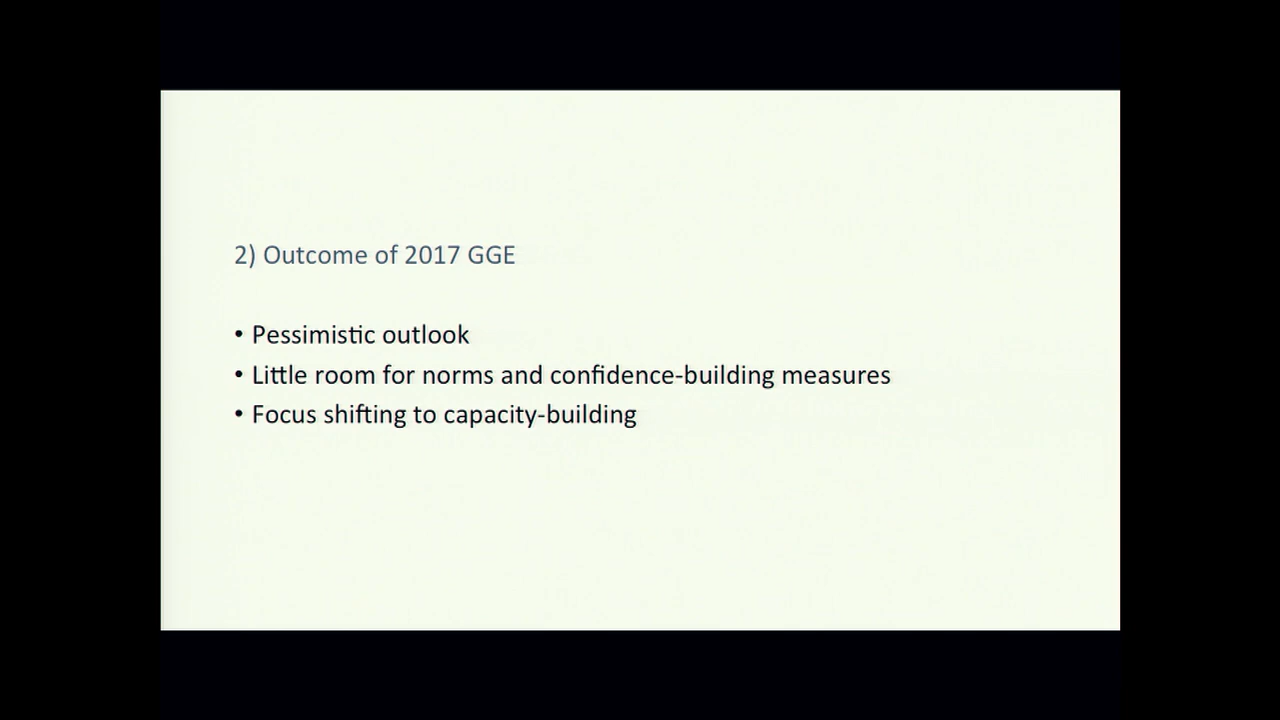 2) Outcome of 2017 GGE
• Pessimistic outlook
• Little room for norms and confidence-building measures
• Focus shifting to capacity-building